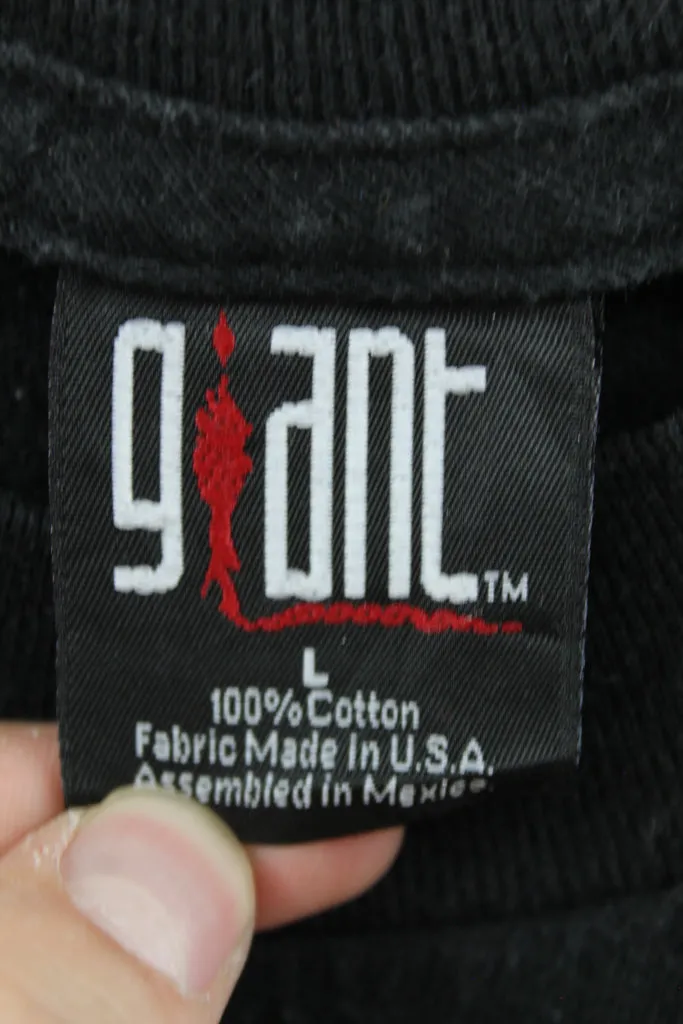 giant™
L
100% Cotton
Fabric Made in U.S.A.
Assembled in Mexico